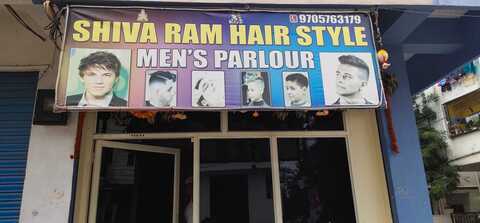 9705763179
SHIVA RAM HAIR STYLE
MEN'S PARLOUR